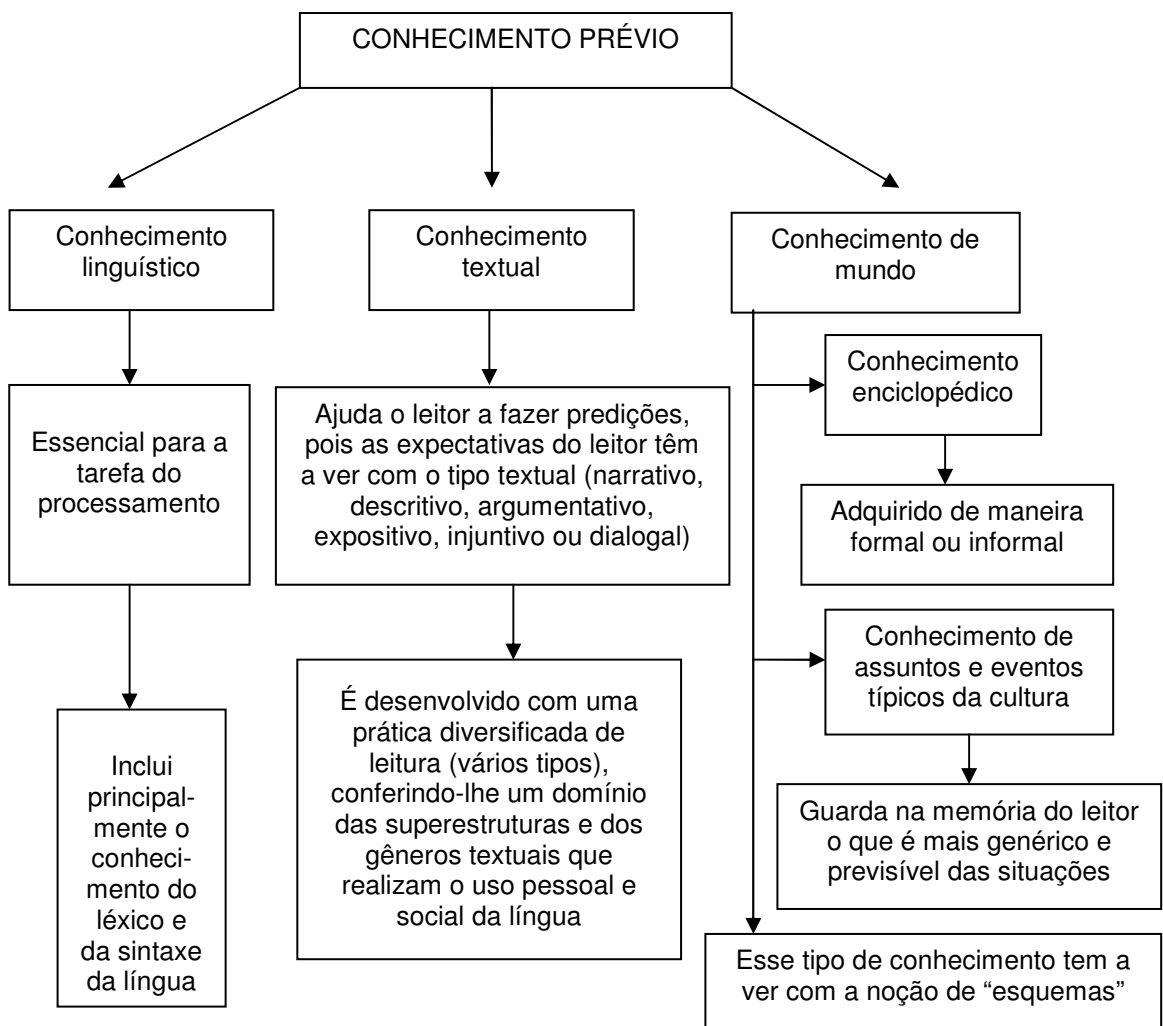 CONHECIMENTO PRÉVIO
Conhecimento
linguístico
Conhecimento
textual
Conhecimento de
mundo
Essencial para a
tarefa do
processamento
Ajuda o leitor a fazer predições,
pois as expectativas do leitor têm
a ver com o tipo textual (narrativo,
descritivo, argumentativo,
expositivo, injuntivo ou dialogal)
Conhecimento
enciclopédico
Adquirido de maneira
formal ou informal
Inclui
principal-
mente o
conheci-
mento do
léxico e
da sintaxe
da língua
É desenvolvido com uma
prática diversificada de
leitura (vários tipos),
conferindo-lhe um domínio
das superestruturas e dos
gêneros textuais que
realizam o uso pessoal e
social da língua
Conhecimento de
assuntos e eventos
típicos da cultura
Guarda na memória do leitor
o que é mais genérico e
previsível das situações
Esse tipo de conhecimento tem a
ver com a noção de “esquemas”